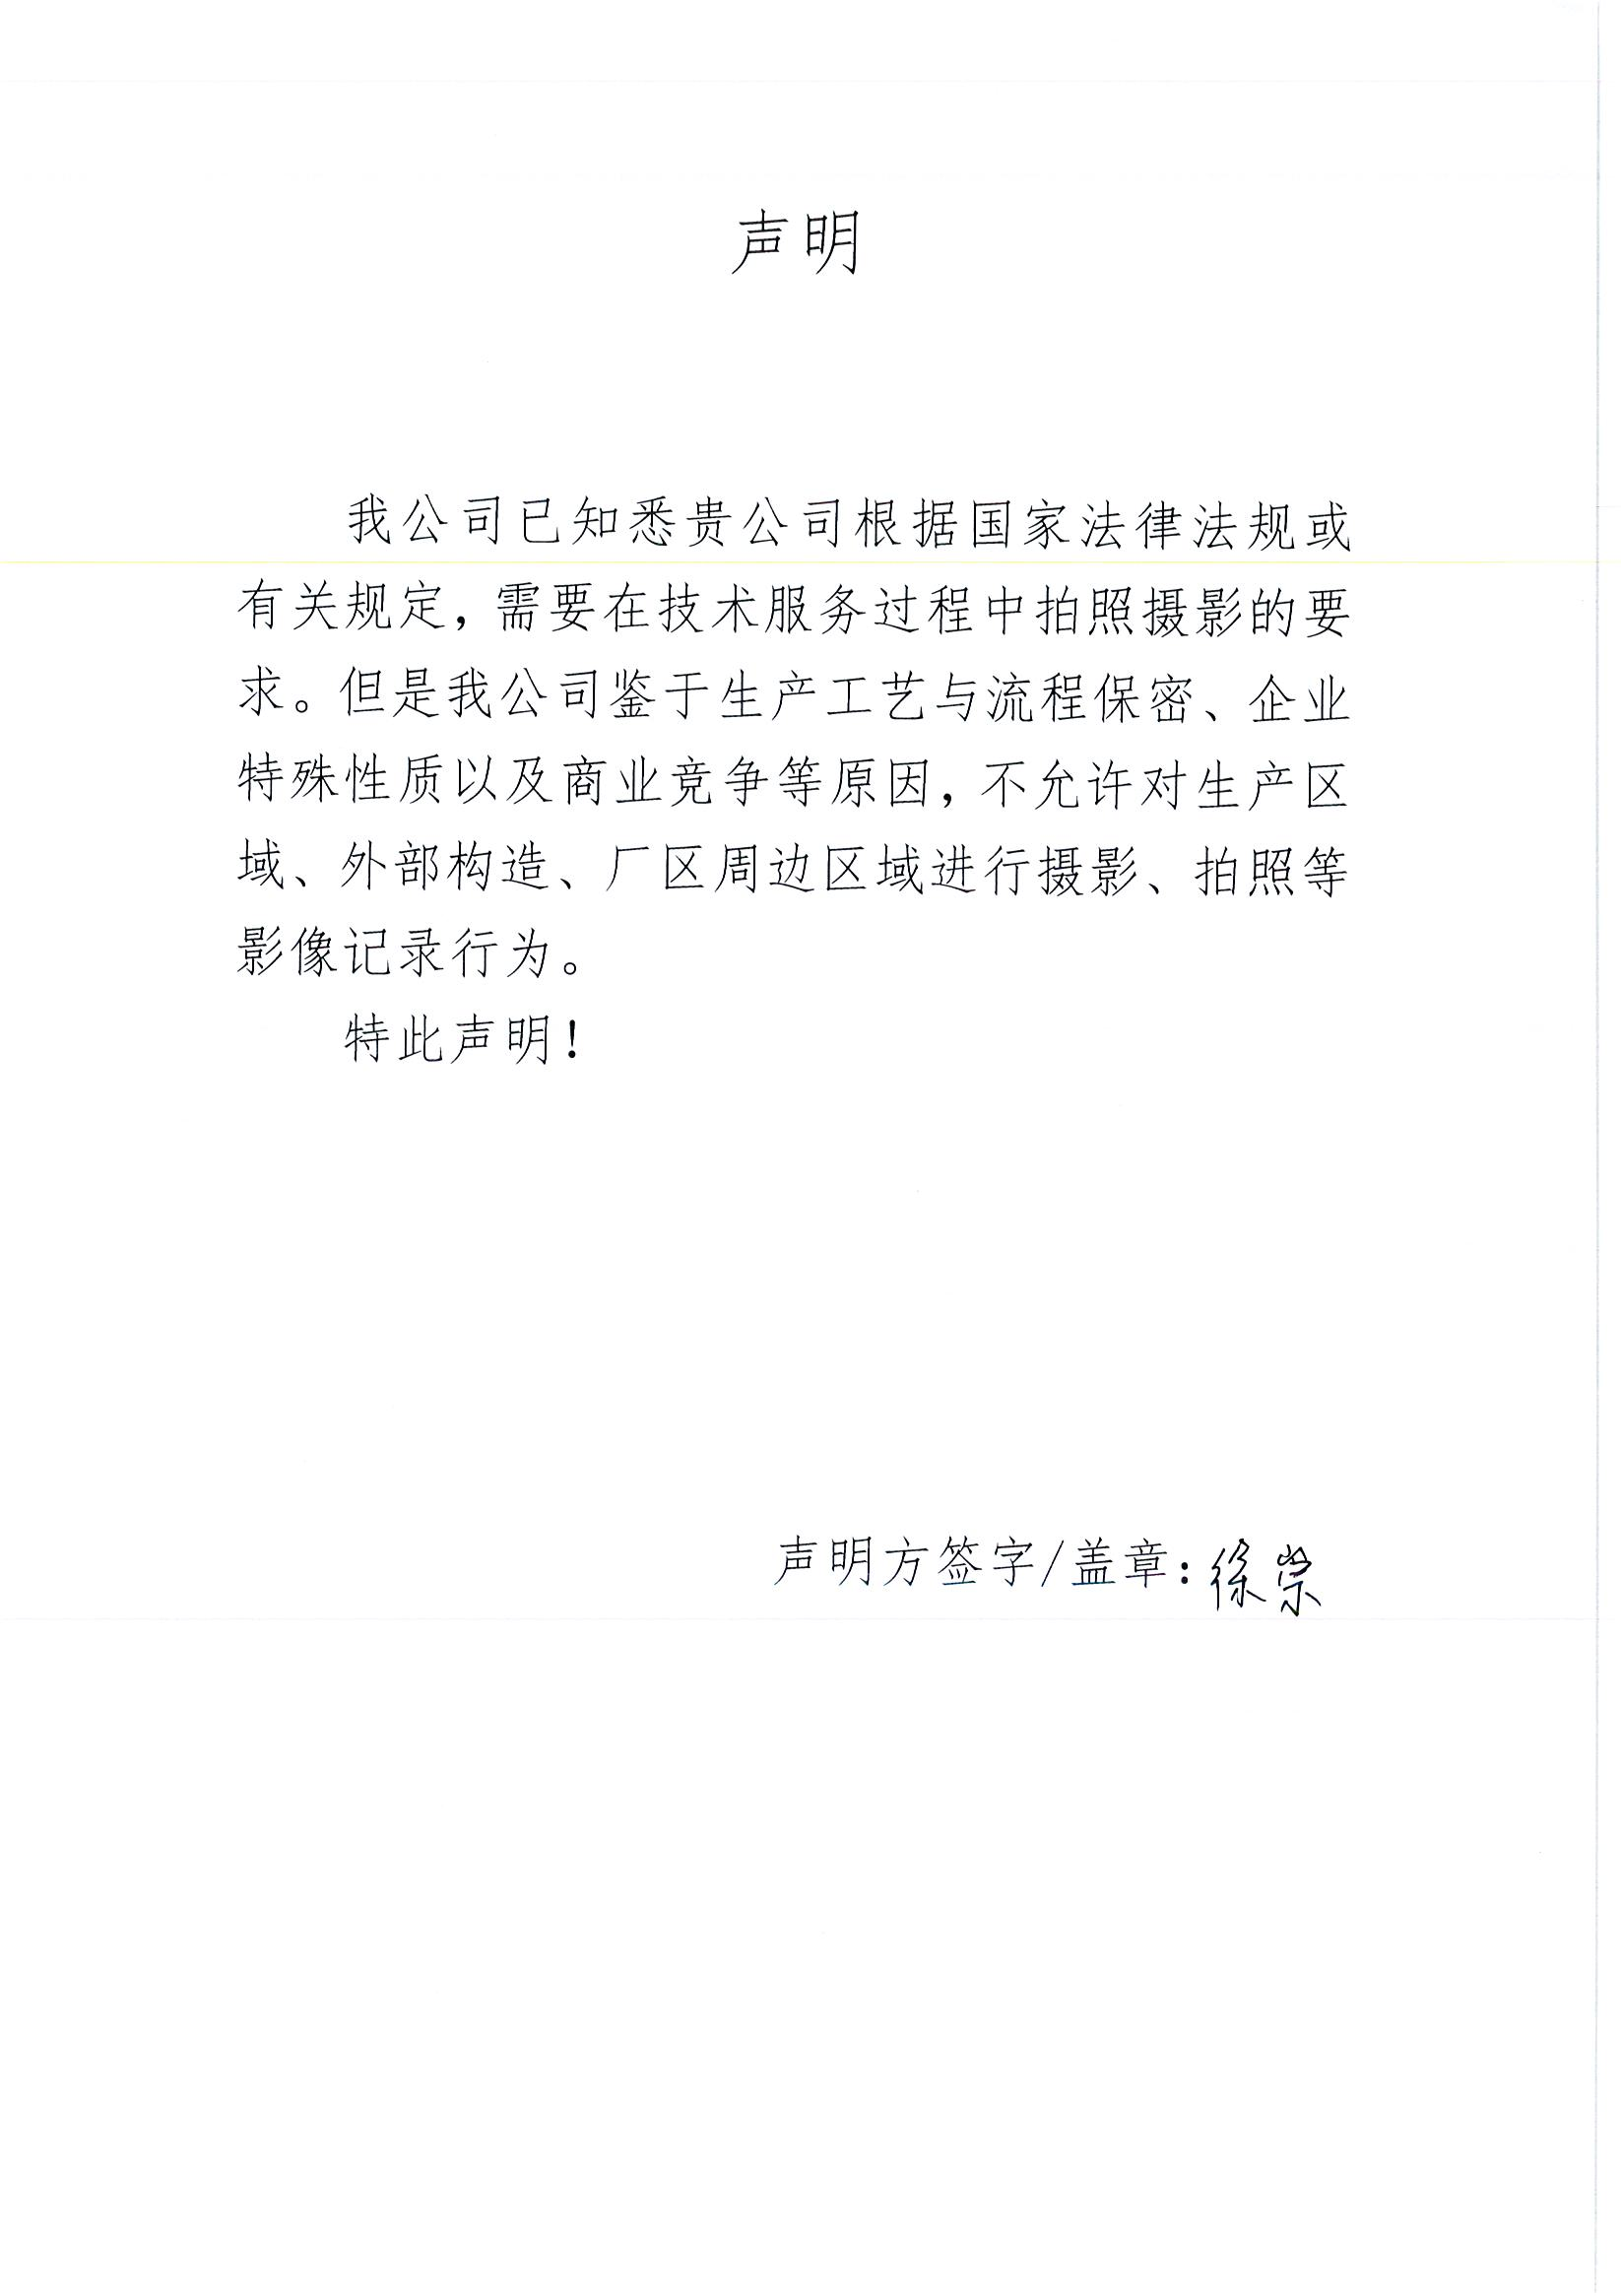 声明
我公司已知悉贵公司根据国家法律法规或
有关规定，需要在技术服务过程中拍照摄影的要
求。但是我公司鉴于生产工艺与流程保密、企业
特殊性质以及商业竞争等原因，不允许对生产区
域、外部构造、厂区周边区域进行摄影、拍照等
影像记录行为。
特此声明！
声明方签字/盖章：徐荣